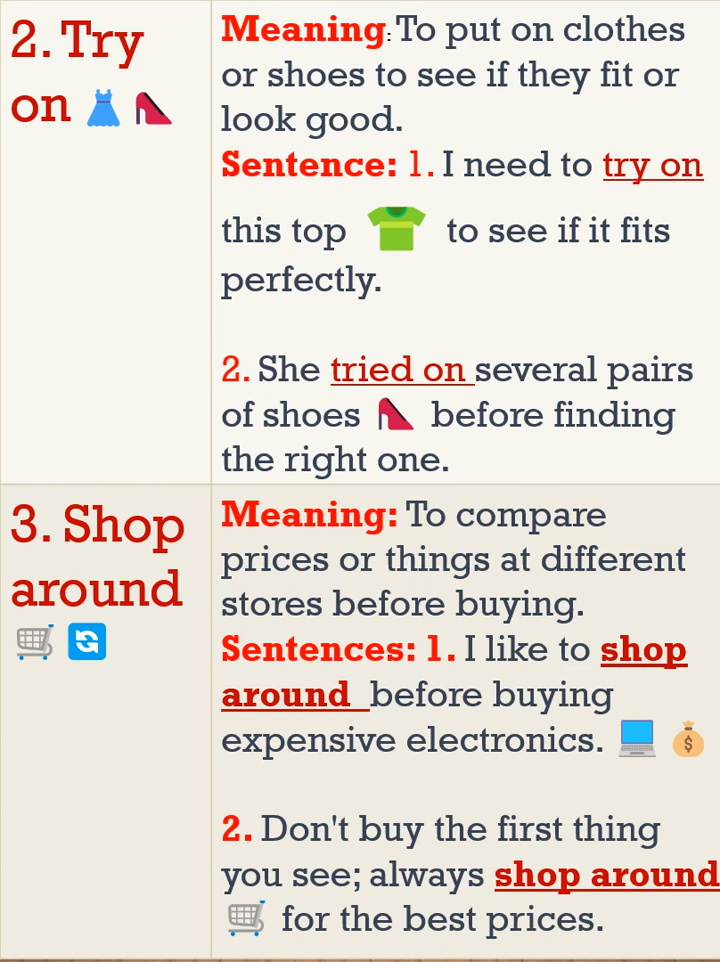 2. Try
on
Meaning: To put on clothes
or shoes to see if they fit or
look good.
Sentence: 1. I need to try on
this top to see if it fits
perfectly.
2. She tried on several pairs
of shoes before finding
the right one.
3. Shop
around
Meaning: To compare
prices or things at different
stores before buying.
Sentences: 1. I like to shop
around before buying
expensive electronics.
2. Don't buy the first thing
you see; always shop around
for the best prices.